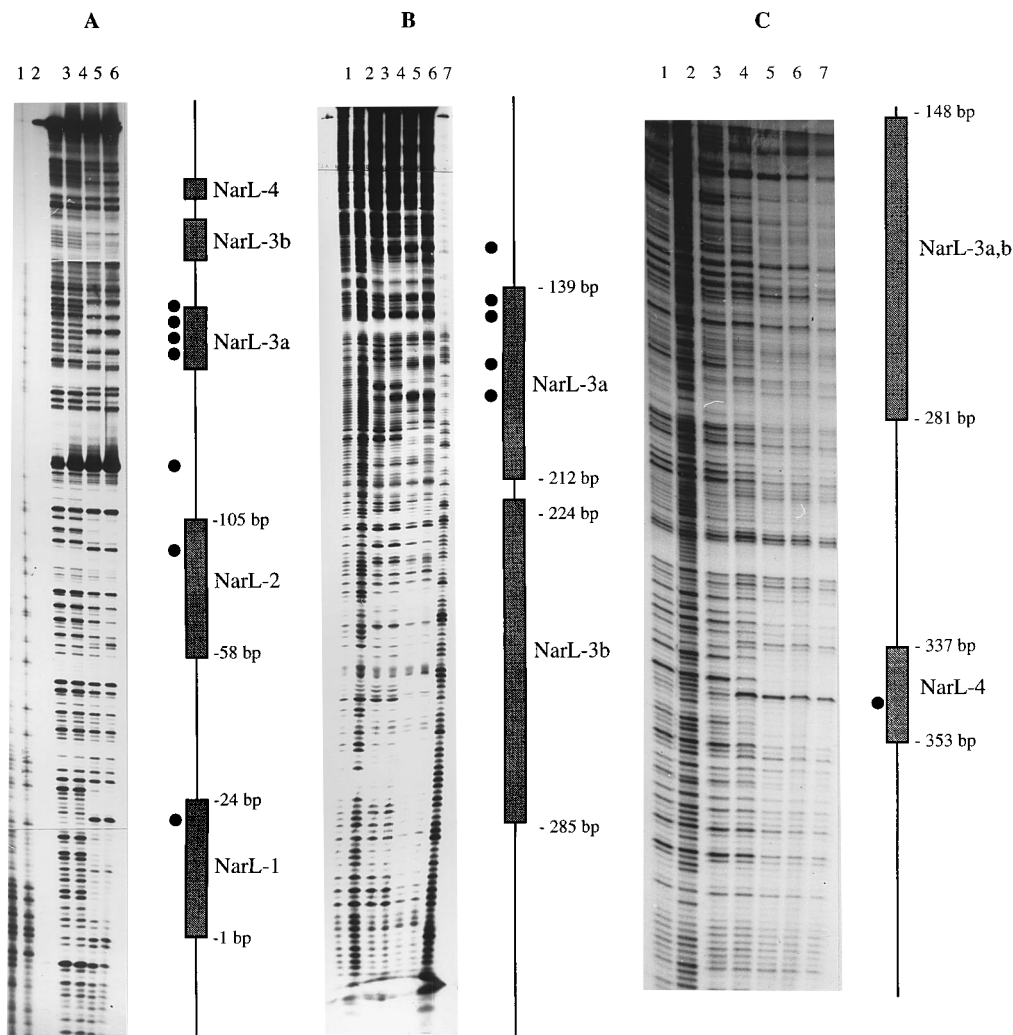 A
B
C
1 2 3 4 5 6
1 2 3 4 5 6 7
1 2 3 4 5 6 7
NarL-4
NarL-3b
NarL-3a
-105 bp
NarL-2
-58 bp
-24 bp
NarL-1
-1 bp
- 139 bp
NarL-3a
- 212 bp
- 224 bp
NarL-3b
- 285 bp
- 148 bp
NarL-3a,b
- 281 bp
- 337 bp
NarL-4
- 353 bp